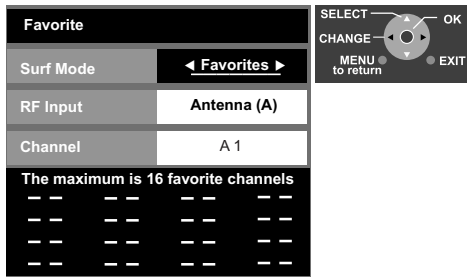 Favorite
Surf Mode ◄ Favorites ►
RF Input Antenna (A)
Channel A 1
The maximum is 16 favorite channels
-- -- -- --
-- -- -- --
-- -- -- --
-- -- -- --
SELECT
OK
CHANGE
MENU EXIT
to return